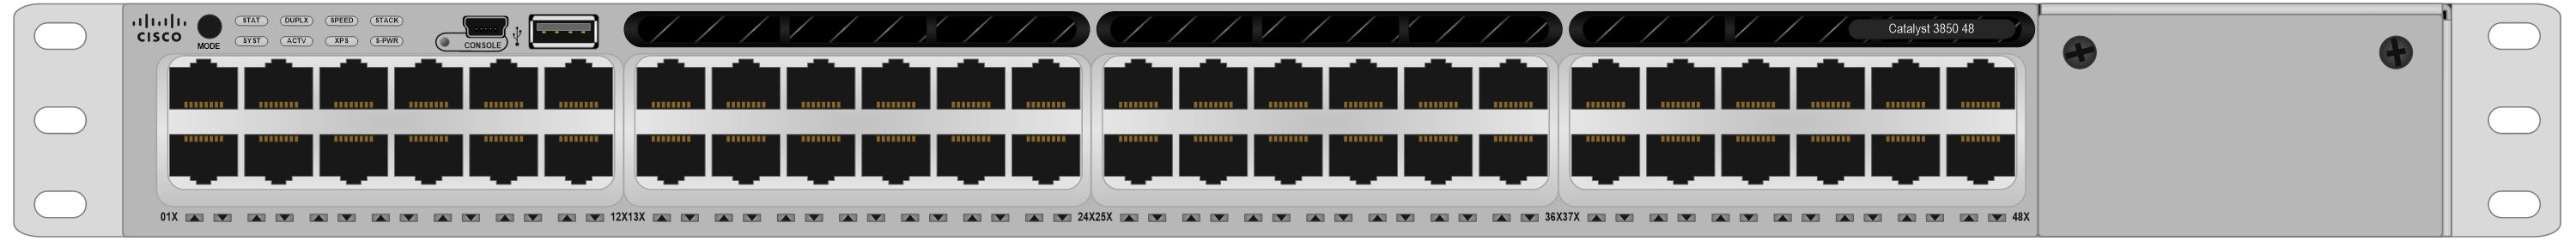 STAT DUPLX SPEED STACK
CISCO
MODE
SYST ACTV XPS S-PWR
CONSOLE
Catalyst 3850 48
01X 12X13X 24X25X 36X37X 48X